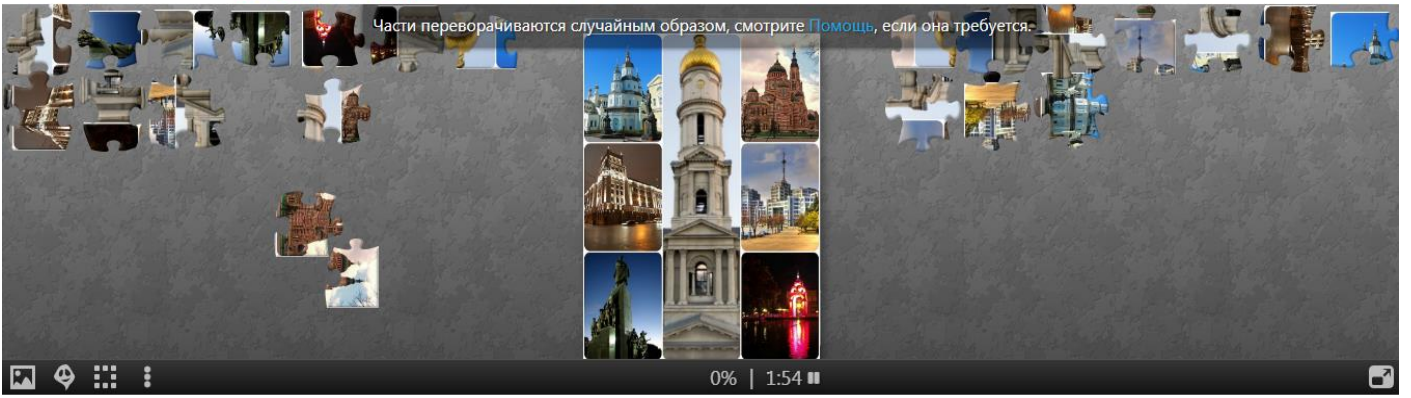 Части переворачиваются случайным образом, смотрите Помощь, если она требуется.
0% | 1:54